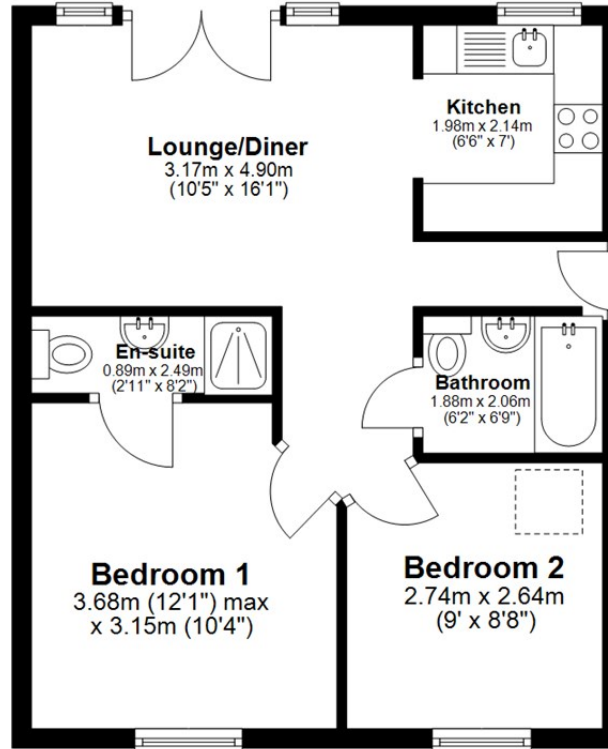 Lounge/Diner
3.17m x 4.90m
(10'5" x 16'1")
Kitchen
1.98m x 2.14m
(6'6" x 7')
En-suite
0.89m x 2.49m
(2'11" x 8'2")
Bathroom
1.88m x 2.06m
(6'2" x 6'9")
Bedroom 1
3.68m (12'1") max
x 3.15m (10'4")
Bedroom 2
2.74m x 2.64m
(9' x 8'8")